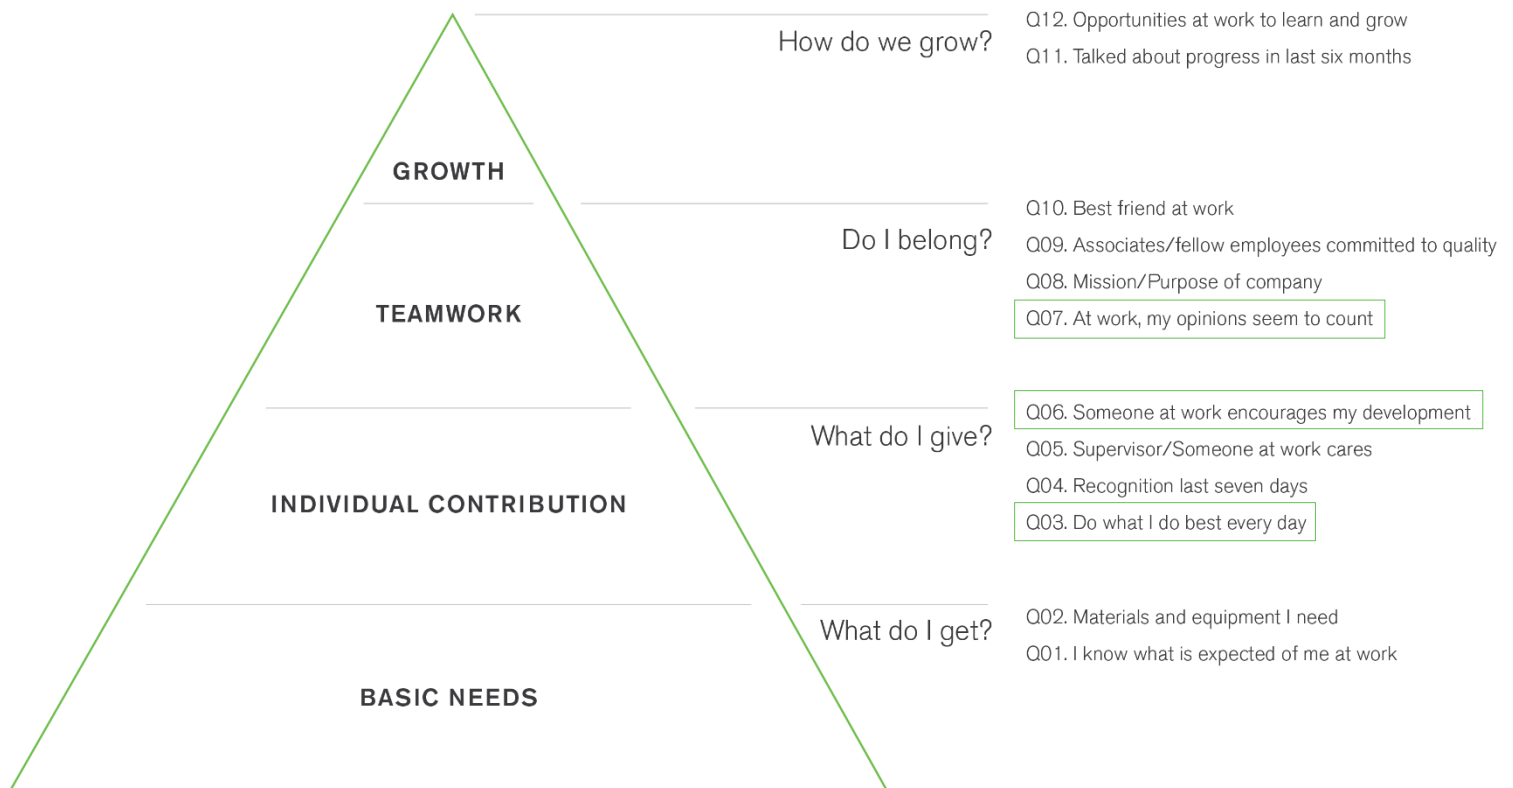 How do we grow?
Q12. Opportunities at work to learn and grow
Q11. Talked about progress in last six months
GROWTH
Do I belong?
Q10. Best friend at work
Q09. Associates/fellow employees committed to quality
Q08. Mission/Purpose of company
Q07. At work, my opinions seem to count
TEAMWORK
What do I give?
Q06. Someone at work encourages my development
Q05. Supervisor/Someone at work cares
Q04. Recognition last seven days
Q03. Do what I do best every day
INDIVIDUAL CONTRIBUTION
What do I get?
Q02. Materials and equipment I need
Q01. I know what is expected of me at work
BASIC NEEDS